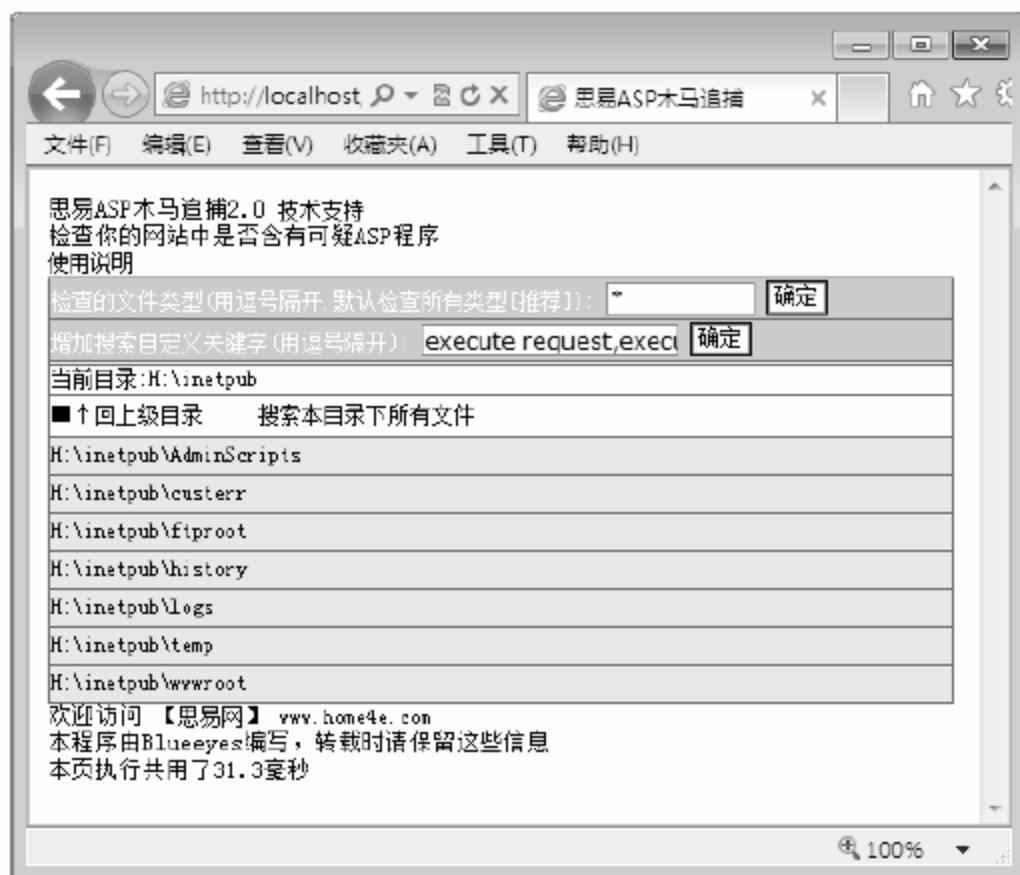 http://localhost
思易ASP木马追捕
文件(F) 编辑(E) 查看(V) 收藏夹(A) 工具(T) 帮助(H)
思易ASP木马追捕2.0 技术支持
检查你的网站中是否含有可疑ASP程序
使用说明
检查的文件类型(用逗号隔开,默认检查所有类型[推荐]): * 确定
增加搜索自定义关键字(用逗号隔开): execute request,execu 确定
当前目录:H:\inetpub
■↑回上级目录 搜索本目录下所有文件
H:\inetpub\AdminScripts
H:\inetpub\custerr
H:\inetpub\ftproot
H:\inetpub\history
H:\inetpub\logs
H:\inetpub\temp
H:\inetpub\wwwroot
欢迎访问 【思易网】 www.home4e.com
本程序由Blueeyes编写，转载时请保留这些信息
本页执行共用了31.3毫秒
100%